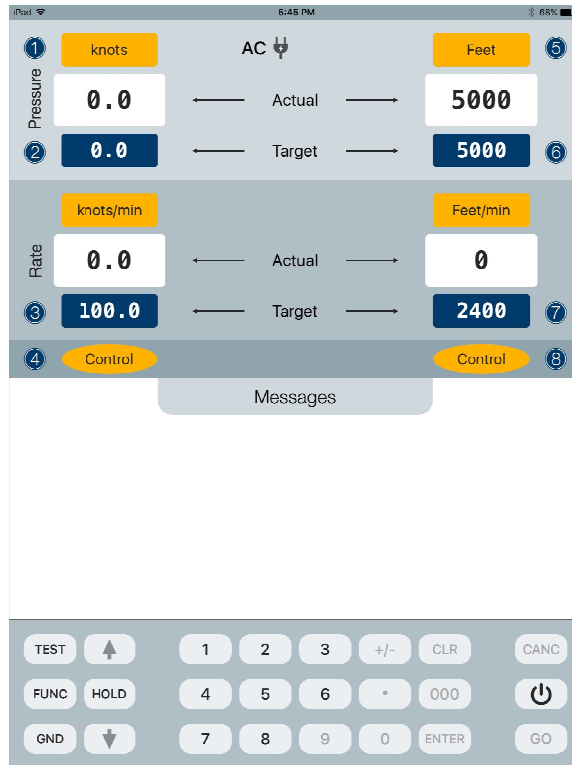 iPad 5:45 PM 68%
1 knots AC Feet 5
Pressure
0.0 Actual 5000
2 0.0 Target 5000 6
knots/min Feet/min
Rate
0.0 Actual 0
3 100.0 Target 2400 7
4 Control Control 8
Messages
TEST 1 2 3 +/- CLR CANC
FUNC HOLD 4 5 6 • 000
GND 7 8 9 0 ENTER GO